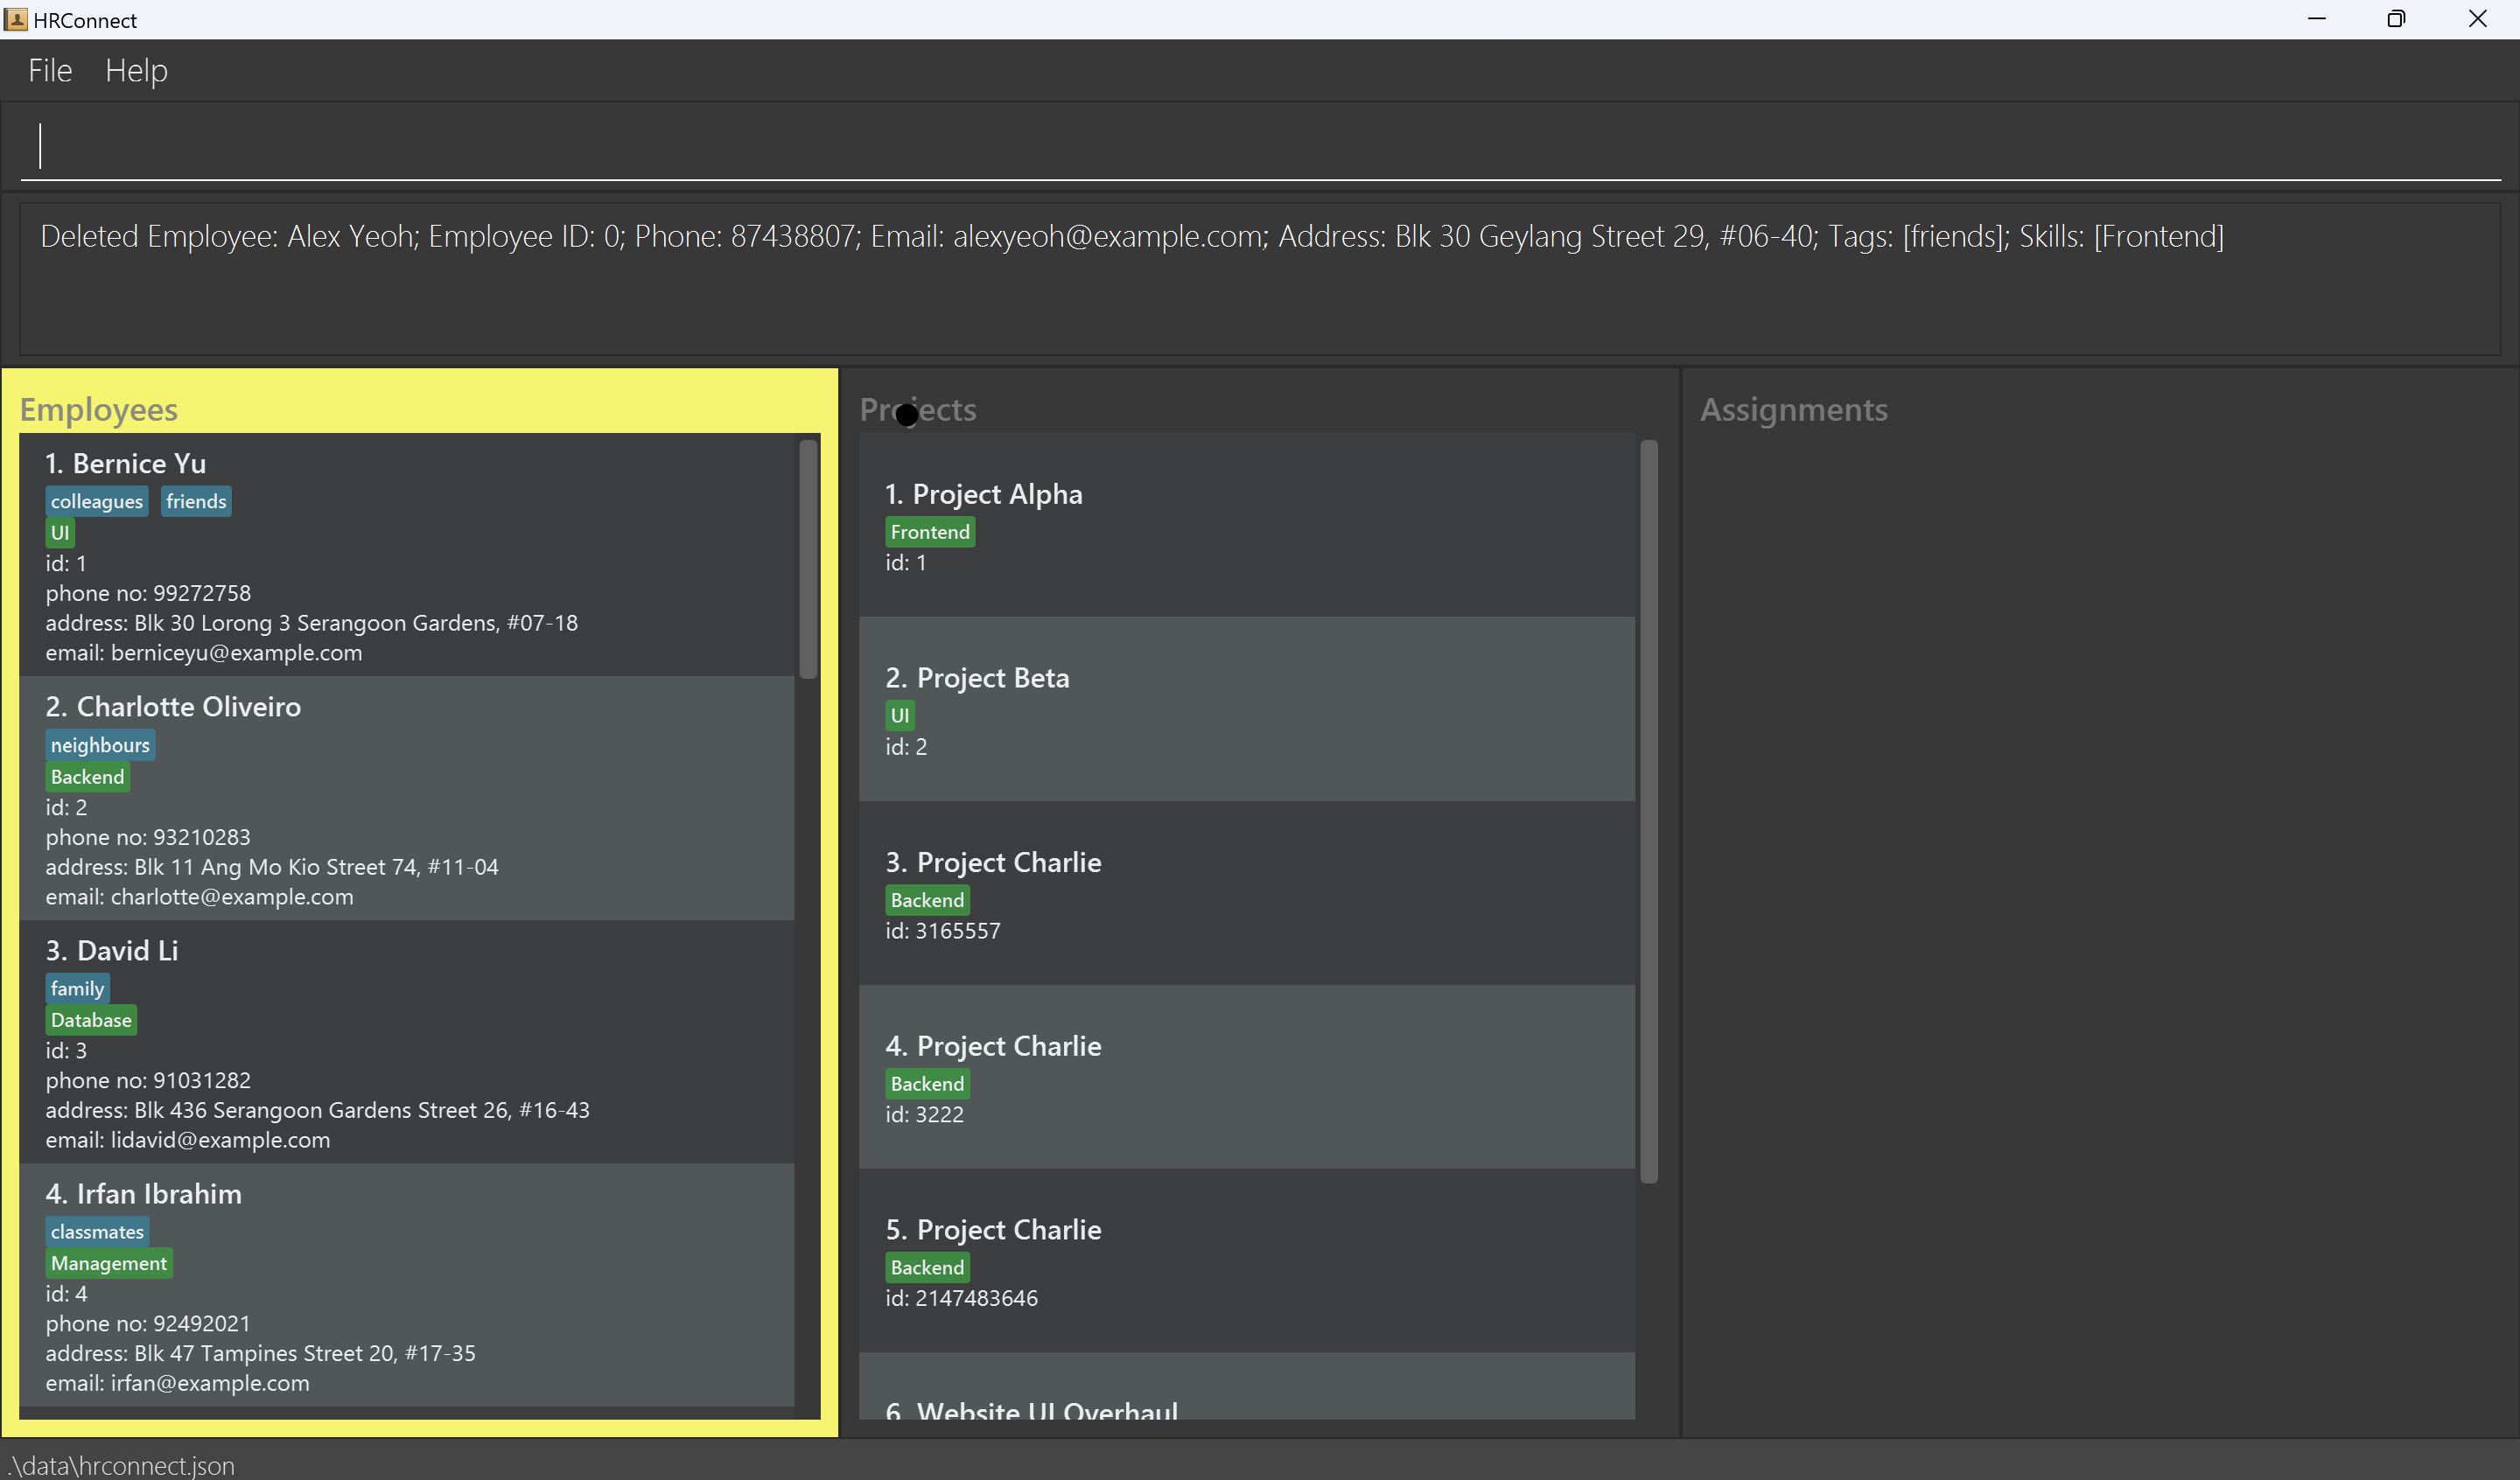 HRConnect
File Help
Deleted Employee: Alex Yeoh; Employee ID: 0; Phone: 87438807; Email: alexyeoh@example.com; Address: Blk 30 Geylang Street 29, #06-40; Tags: [friends]; Skills: [Frontend]
Employees
1. Bernice Yu
colleagues friends
UI
id: 1
phone no: 99272758
address: Blk 30 Lorong 3 Serangoon Gardens, #07-18
email: berniceyu@example.com
2. Charlotte Oliveiro
neighbours
Backend
id: 2
phone no: 93210283
address: Blk 11 Ang Mo Kio Street 74, #11-04
email: charlotte@example.com
3. David Li
family
Database
id: 3
phone no: 91031282
address: Blk 436 Serangoon Gardens Street 26, #16-43
email: lidavid@example.com
4. Irfan Ibrahim
classmates
Management
id: 4
phone no: 92492021
address: Blk 47 Tampines Street 20, #17-35
email: irfan@example.com
Projects
1. Project Alpha
Frontend
id: 1
2. Project Beta
UI
id: 2
3. Project Charlie
Backend
id: 3165557
4. Project Charlie
Backend
id: 3222
5. Project Charlie
Backend
id: 2147483646
6. Website UI Overhaul
Assignments
.\data\hrconnect.json